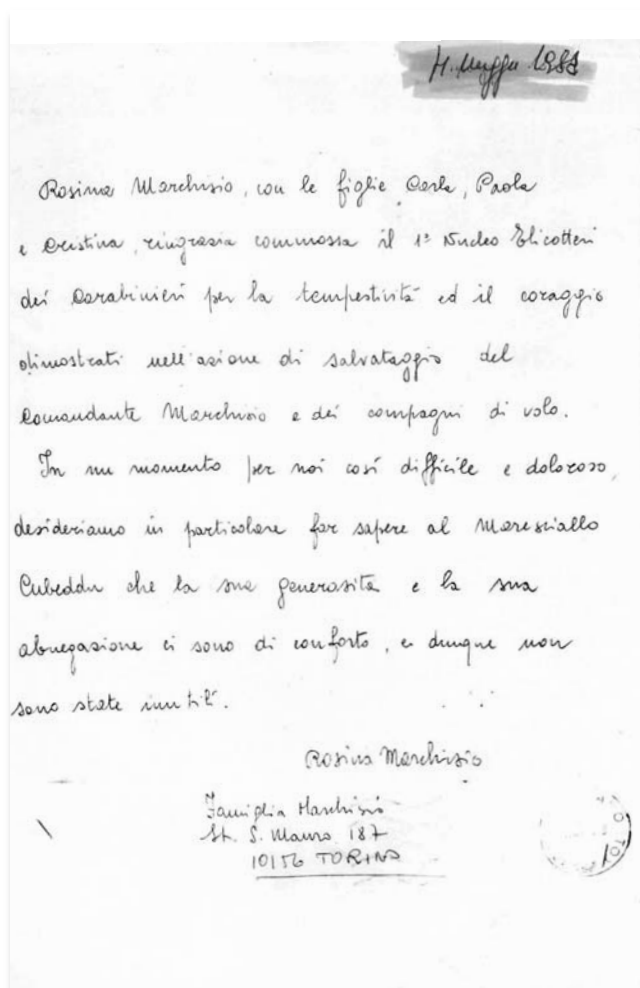 1983
Rosina Marchisio, con le figlie Carla, Paola
e Cristina, ringrazia commossa il 1° Nucleo Elicotteri
dei Carabinieri per la tempestività ed il coraggio
dimostrati nell'azione di salvataggio del
Comandante Marchisio e dei compagni di volo.
In un momento per noi così difficile e doloroso,
desideriamo in particolare far sapere al Maresciallo
Cubeddu che la sua generosità e la sua
abnegazione ci sono di conforto, e dunque non
sono state inutili.
Rosina Marchisio
Famiglia Marchisio
St. S. Mauro 187
10156 TORINO